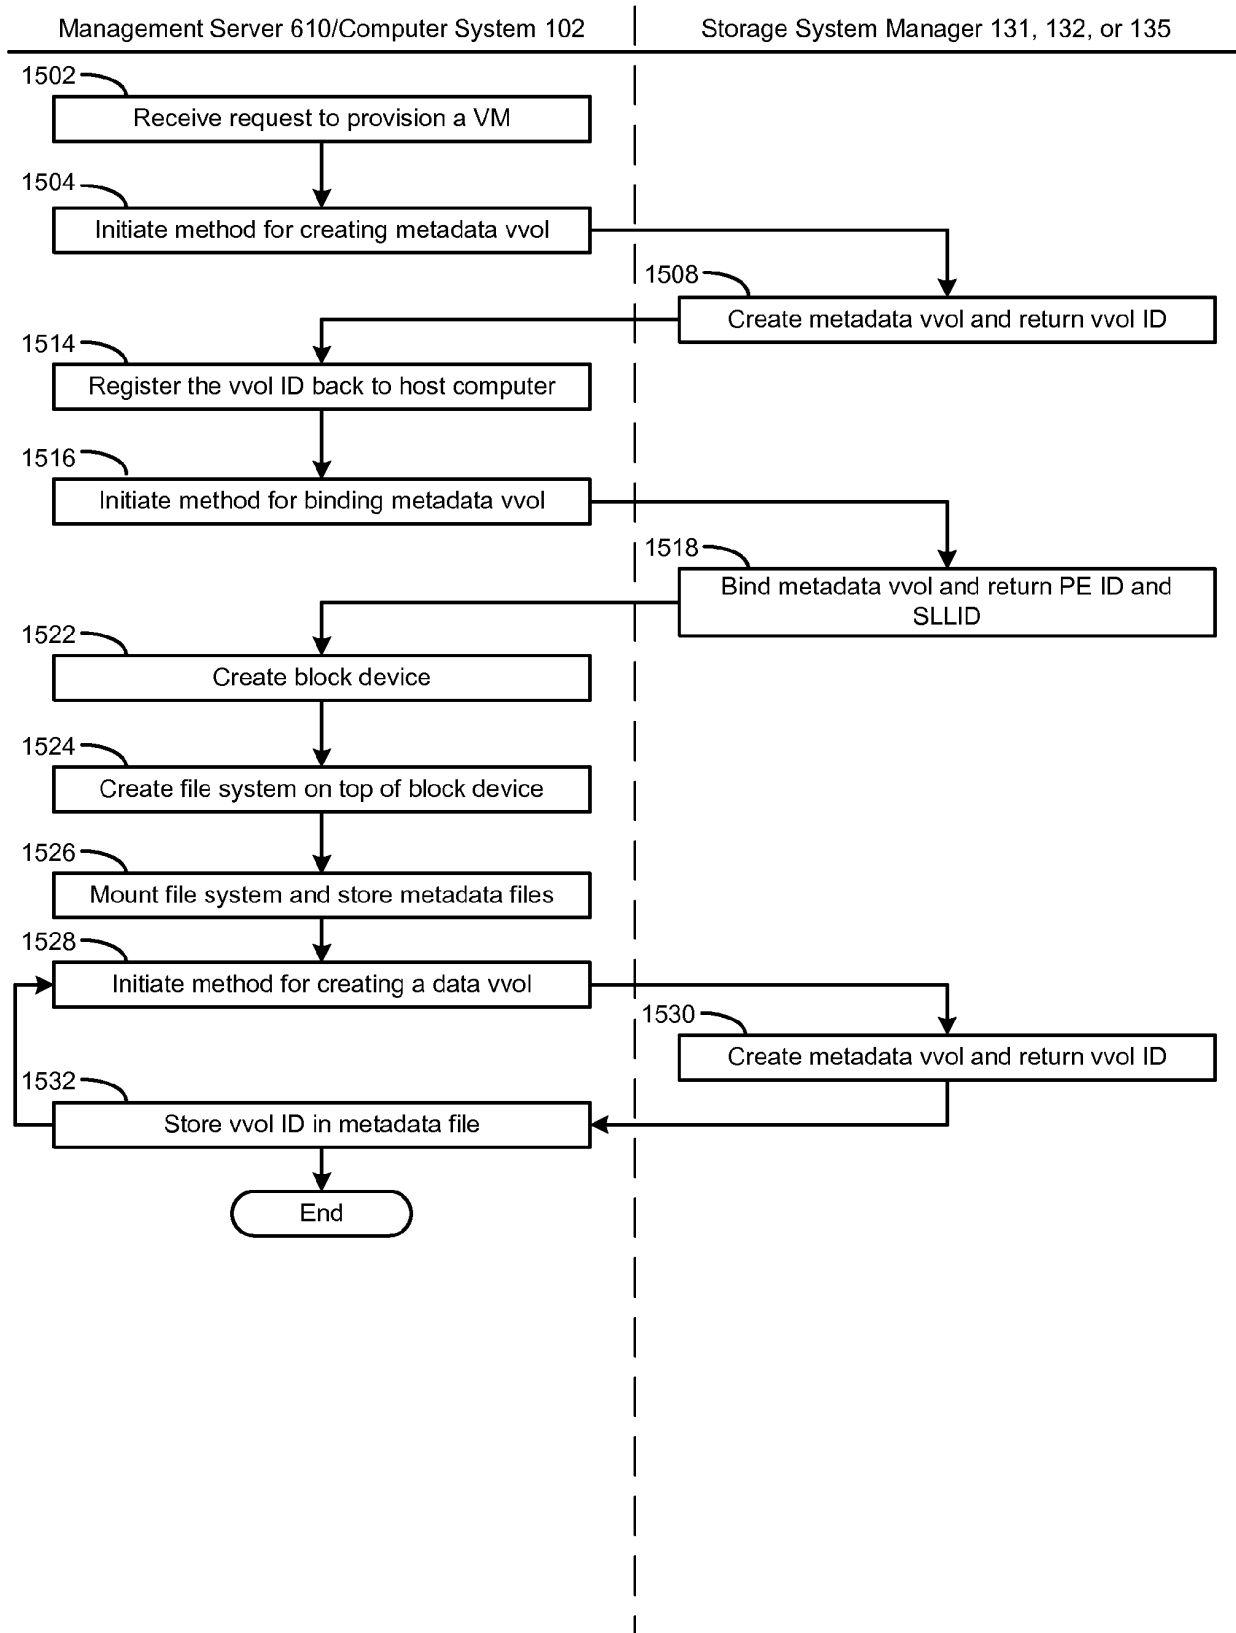 Management Server 610/Computer System 102
Storage System Manager 131, 132, or 135
1502
Receive request to provision a VM
1504
Initiate method for creating metadata vvol
1508
Create metadata vvol and return vvol ID
1514
Register the vvol ID back to host computer
1516
Initiate method for binding metadata vvol
1518
Bind metadata vvol and return PE ID and
SLLID
1522
Create block device
1524
Create file system on top of block device
1526
Mount file system and store metadata files
1528
Initiate method for creating a data vvol
1530
Create metadata vvol and return vvol ID
1532
Store vvol ID in metadata file
End